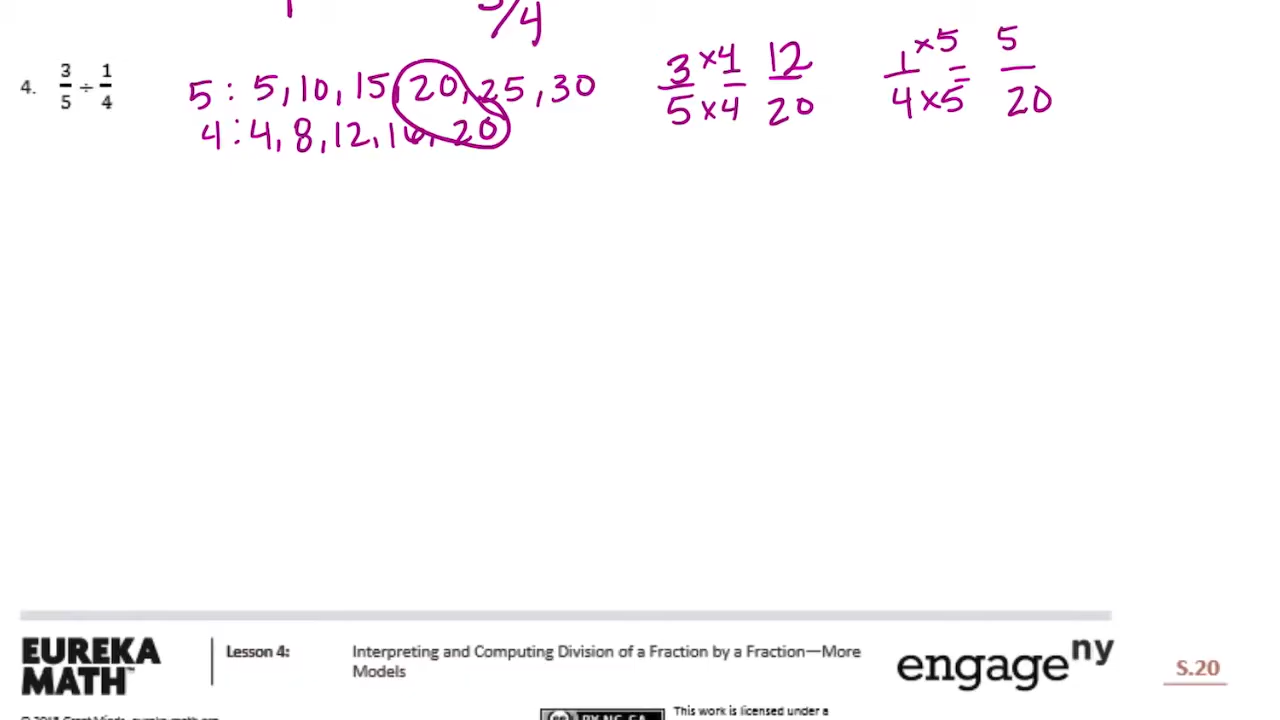 3/4
4. 3/5 ÷ 1/4
5 : 5, 10, 15, 20, 25, 30
4 : 4, 8, 12, 16, 20
3 × 4 / 5 × 4 = 12 / 20
1 × 5 / 4 × 5 = 5 / 20
EUREKA MATH™
Lesson 4:
Interpreting and Computing Division of a Fraction by a Fraction—More
Models
engageny
S.20
This work is licensed under a